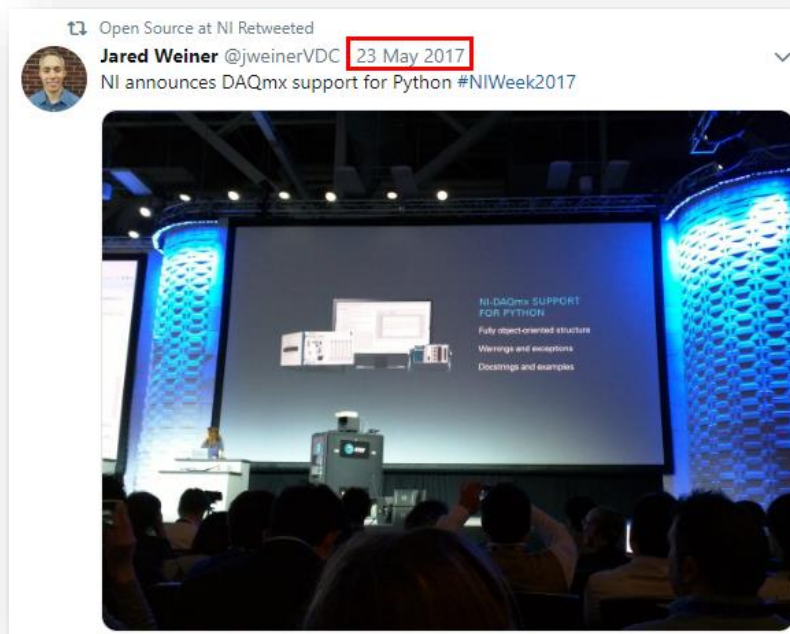 Open Source at NI Retweeted
Jared Weiner @jweinerVDC 23 May 2017
NI announces DAQmx support for Python #NIWeek2017
NI-DAQmx SUPPORT
FOR PYTHON
Fully object-oriented structure
Warnings and exceptions
Docstrings and examples